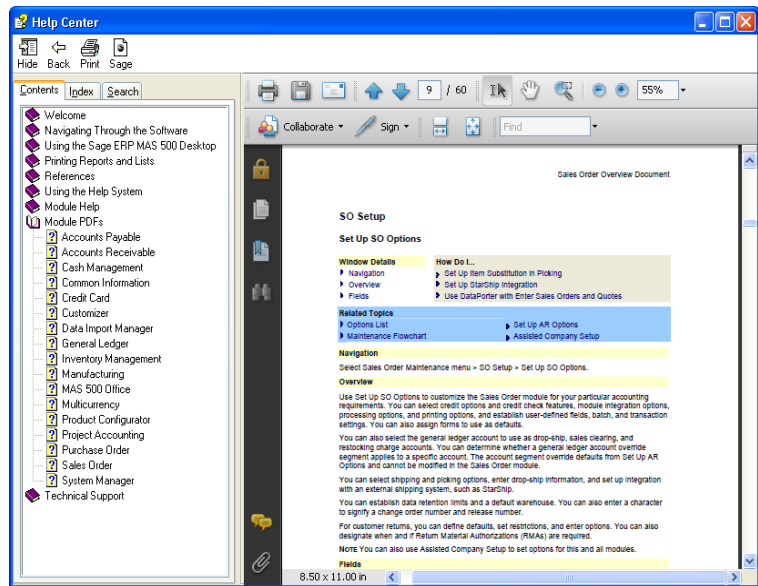 Help Center
Hide Back Print Sage
Contents Index Search
Welcome
Navigating Through the Software
Using the Sage ERP MAS 500 Desktop
Printing Reports and Lists
References
Using the Help System
Module Help
Module PDFs
Accounts Payable
Accounts Receivable
Cash Management
Common Information
Credit Card
Customizer
Data Import Manager
General Ledger
Inventory Management
Manufacturing
MAS 500 Office
Multicurrency
Product Configurator
Project Accounting
Purchase Order
Sales Order
System Manager
Technical Support
9 / 60 55%
Collaborate Sign Find
Sales Order Overview Document
SO Setup
Set Up SO Options
Window Details
Navigation
Overview
Fields
How Do I...
Set Up Item Substitution in Picking
Set Up StarShip Integration
Use DataPorter with Enter Sales Orders and Quotes
Related Topics
Options List
Maintenance Flowchart
Set Up AR Options
Assisted Company Setup
Navigation
Select Sales Order Maintenance menu > SO Setup > Set Up SO Options.
Overview
Use Set Up SO Options to customize the Sales Order module for your particular accounting
requirements. You can select credit options and credit check features, module integration options,
processing options, and printing options, and establish user-defined fields, batch, and transaction
settings. You can also assign forms to use as defaults.
You can also select the general ledger account to use as drop-ship, sales clearing, and
restocking charge accounts. You can determine whether a general ledger account override
segment applies to a specific account. The account segment override defaults from Set Up AR
Options and cannot be modified in the Sales Order module.
You can select shipping and picking options, enter drop-ship information, and set up integration
with an external shipping system, such as StarShip.
You can establish data retention limits and a default warehouse. You can also enter a character
to signify a change order number and release number.
For customer returns, you can define defaults, set restrictions, and enter options. You can also
designate when and if Return Material Authorizations (RMAs) are required.
NOTE You can also use Assisted Company Setup to set options for this and all modules.
Fields
8.50 x 11.00 in